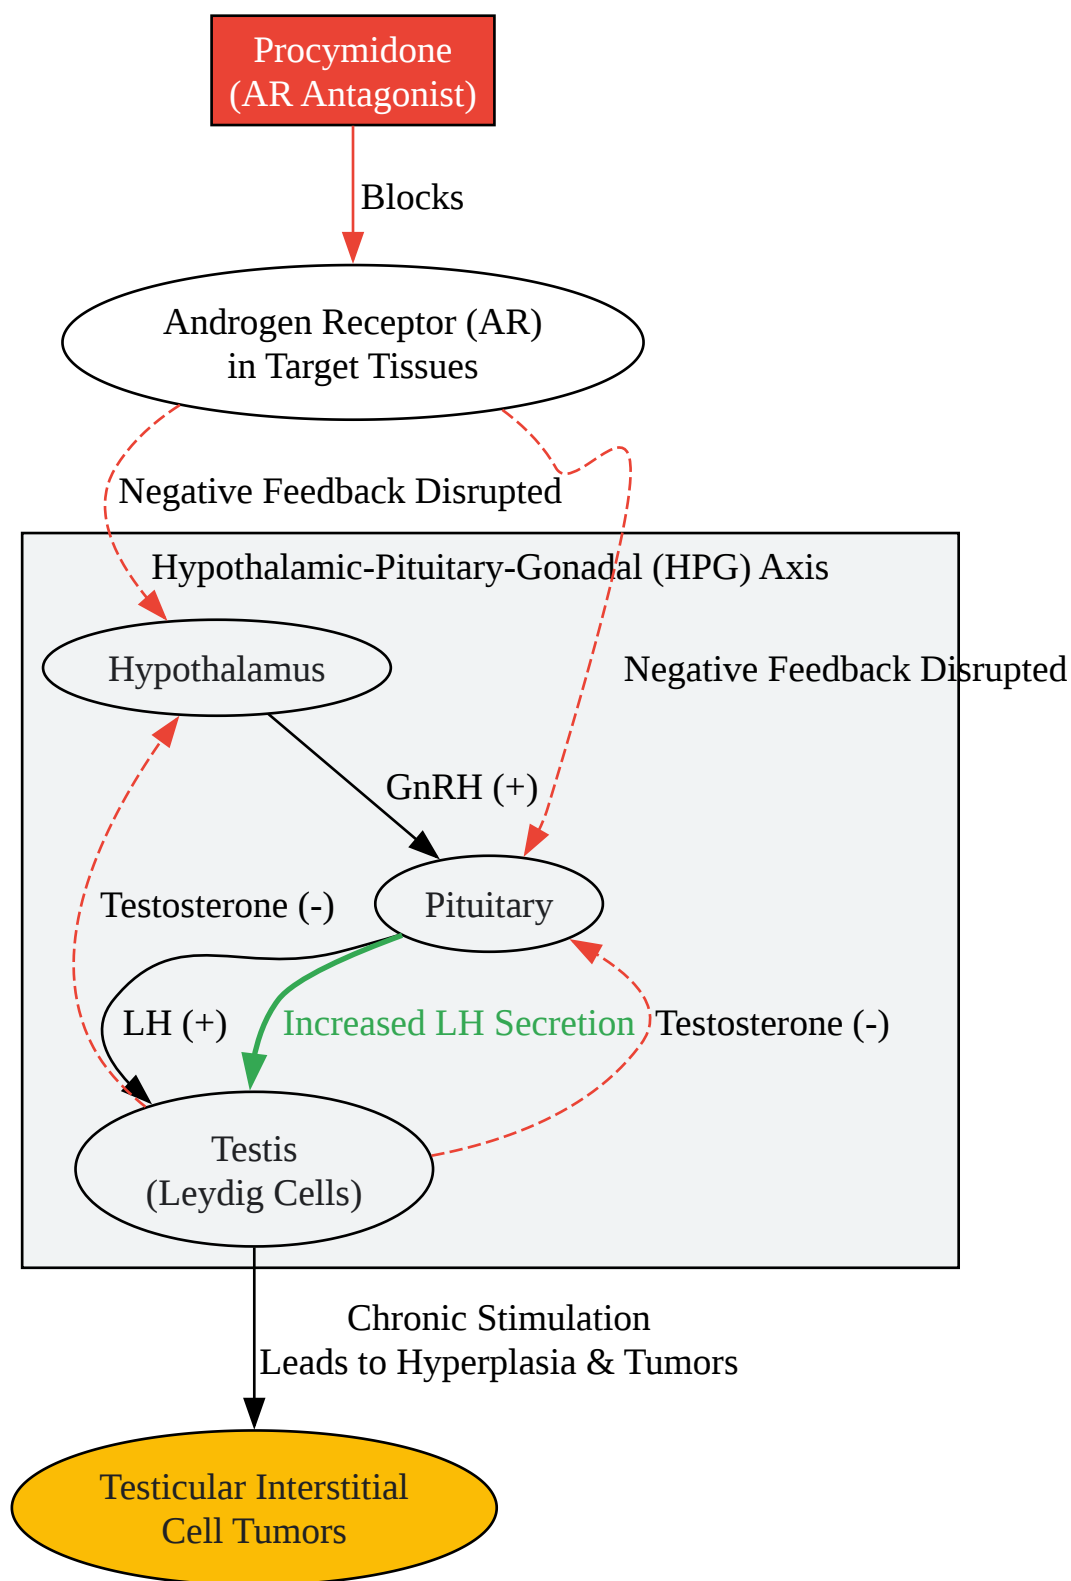 Procymidone
(AR Antagonist)
Blocks
Androgen Receptor (AR)
in Target Tissues
Negative Feedback Disrupted
Hypothalamic-Pituitary-Gonadal (HPG) Axis
Hypothalamus
Negative Feedback Disrupted
GnRH (+)
Testosterone (-)
Pituitary
LH (+)
Increased LH Secretion
Testosterone (-)
Testis
(Leydig Cells)
Chronic Stimulation
Leads to Hyperplasia & Tumors
Testicular Interstitial
Cell Tumors